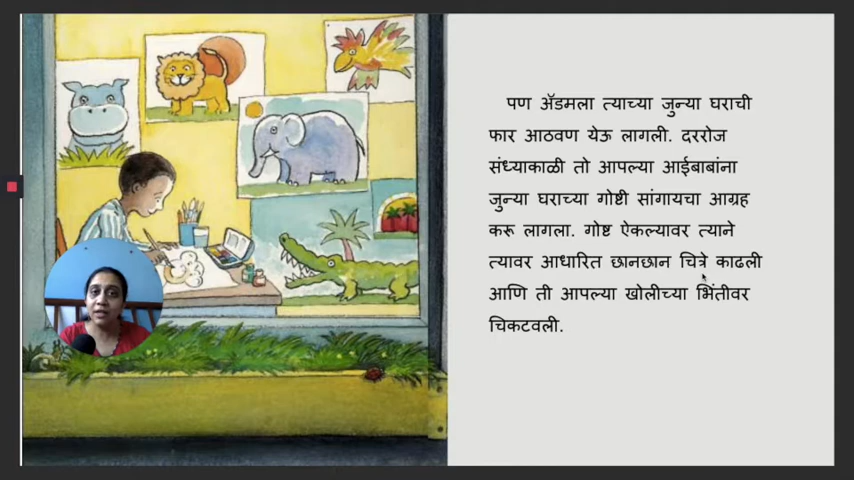 पण ॲडमला त्याच्या जुन्या घराची
फार आठवण येऊ लागली. दररोज
संध्याकाळी तो आपल्या आईबाबांना
जुन्या घराच्या गोष्टी सांगायचा आग्रह
करू लागला. गोष्ट ऐकल्यावर त्याने
त्यावर आधारित छानछान चित्रे काढली
आणि ती आपल्या खोलीच्या भिंतीवर
चिकटवली.